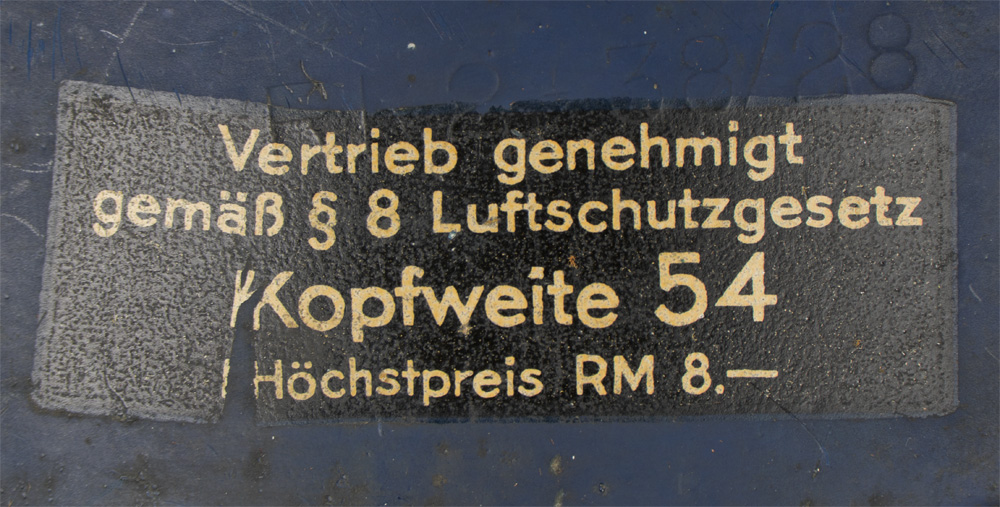 Vertrieb genehmigt
gemäß § 8 Luftschutzgesetz
Kopfweite 54
Höchstpreis RM 8.—